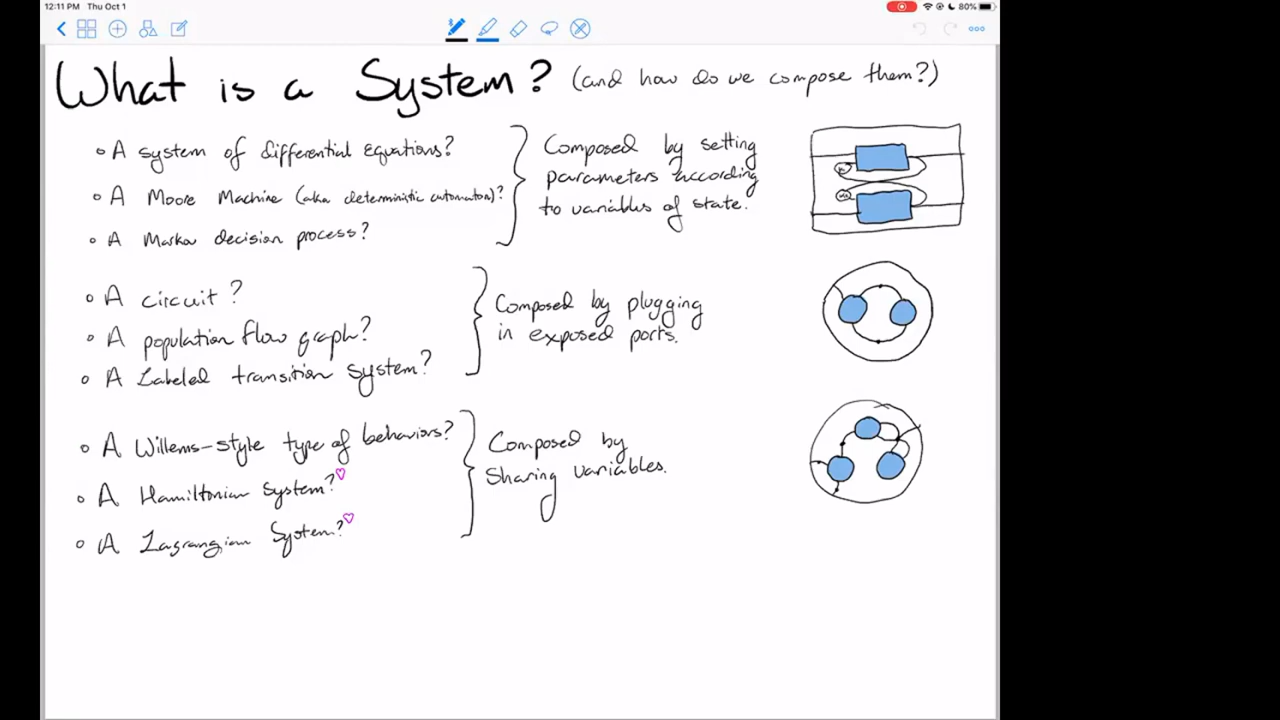 12:11 PM Thu Oct 1
80%
What is a System? (and how do we compose them?)
A system of differential Equations?
A Moore Machine (aka deterministic automaton)?
A Markov decision process?
Composed by setting
parameters according
to variables of state.
A circuit?
A population flow graph?
A Labeled transition system?
Composed by plugging
in exposed ports.
A Willems-style type of behaviors?
A Hamiltonian System?
A Lagrangian System?
Composed by
Sharing variables.